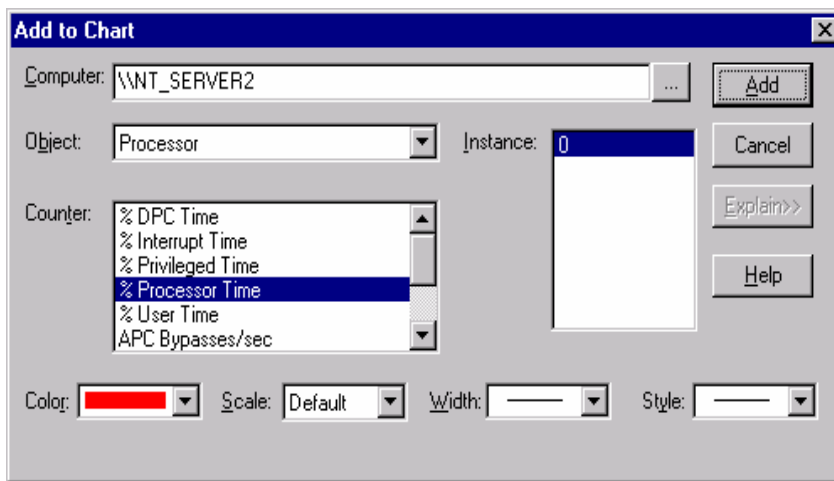 Add to Chart
Computer: \\NT_SERVER2 ... Add
Object: Processor Instance: 0 Cancel
Counter: % DPC Time Explain>>
% Interrupt Time
% Privileged Time
% Processor Time Help
% User Time
APC Bypasses/sec
Color: Scale: Default Width: Style: